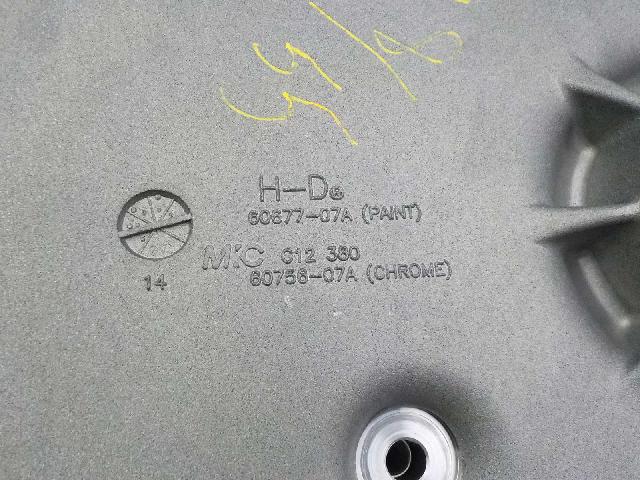 H-D®
60677-07A (PAINT)
MKC 612 380
60756-07A (CHROME)
14